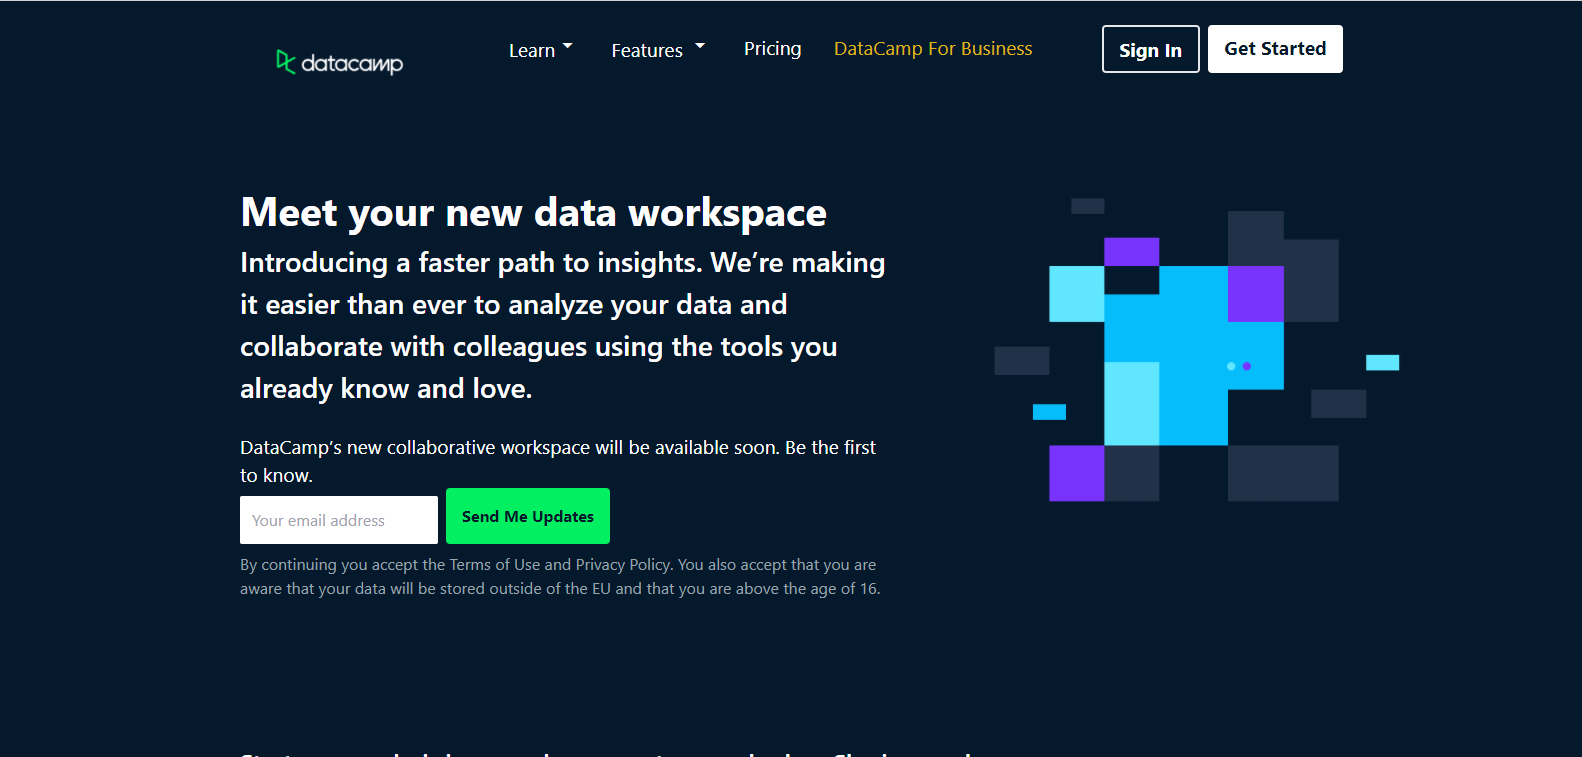 datacamp
Learn
Features
Pricing
DataCamp For Business
Sign In
Get Started
Meet your new data workspace
Introducing a faster path to insights. We’re making
it easier than ever to analyze your data and
collaborate with colleagues using the tools you
already know and love.
DataCamp’s new collaborative workspace will be available soon. Be the first
to know.
Your email address
Send Me Updates
By continuing you accept the Terms of Use and Privacy Policy. You also accept that you are
aware that your data will be stored outside of the EU and that you are above the age of 16.